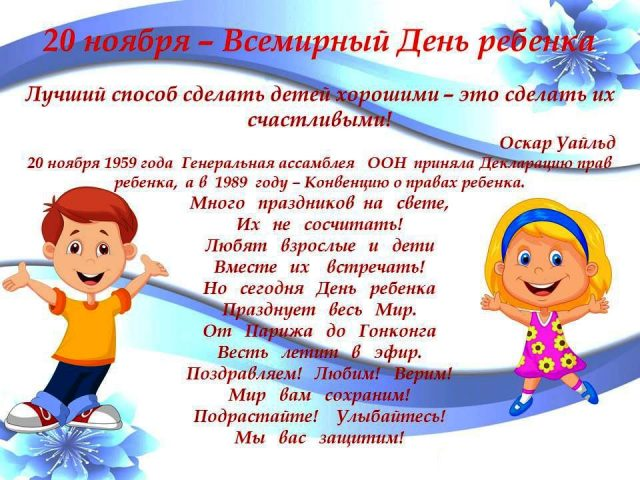 20 ноября – Всемирный День ребенка
Лучший способ сделать детей хорошими – это сделать их
счастливыми!
Оскар Уайльд
20 ноября 1959 года Генеральная ассамблея ООН приняла Декларацию прав
ребенка, а в 1989 году – Конвенцию о правах ребенка.
Много праздников на свете,
Их не сосчитать!
Любят взрослые и дети
Вместе их встречать!
Но сегодня День ребенка
Празднует весь Мир.
От Парижа до Гонконга
Весть летит в эфир.
Поздравляем! Любим! Верим!
Мир вам сохраним!
Подрастайте! Улыбайтесь!
Мы вас защитим!